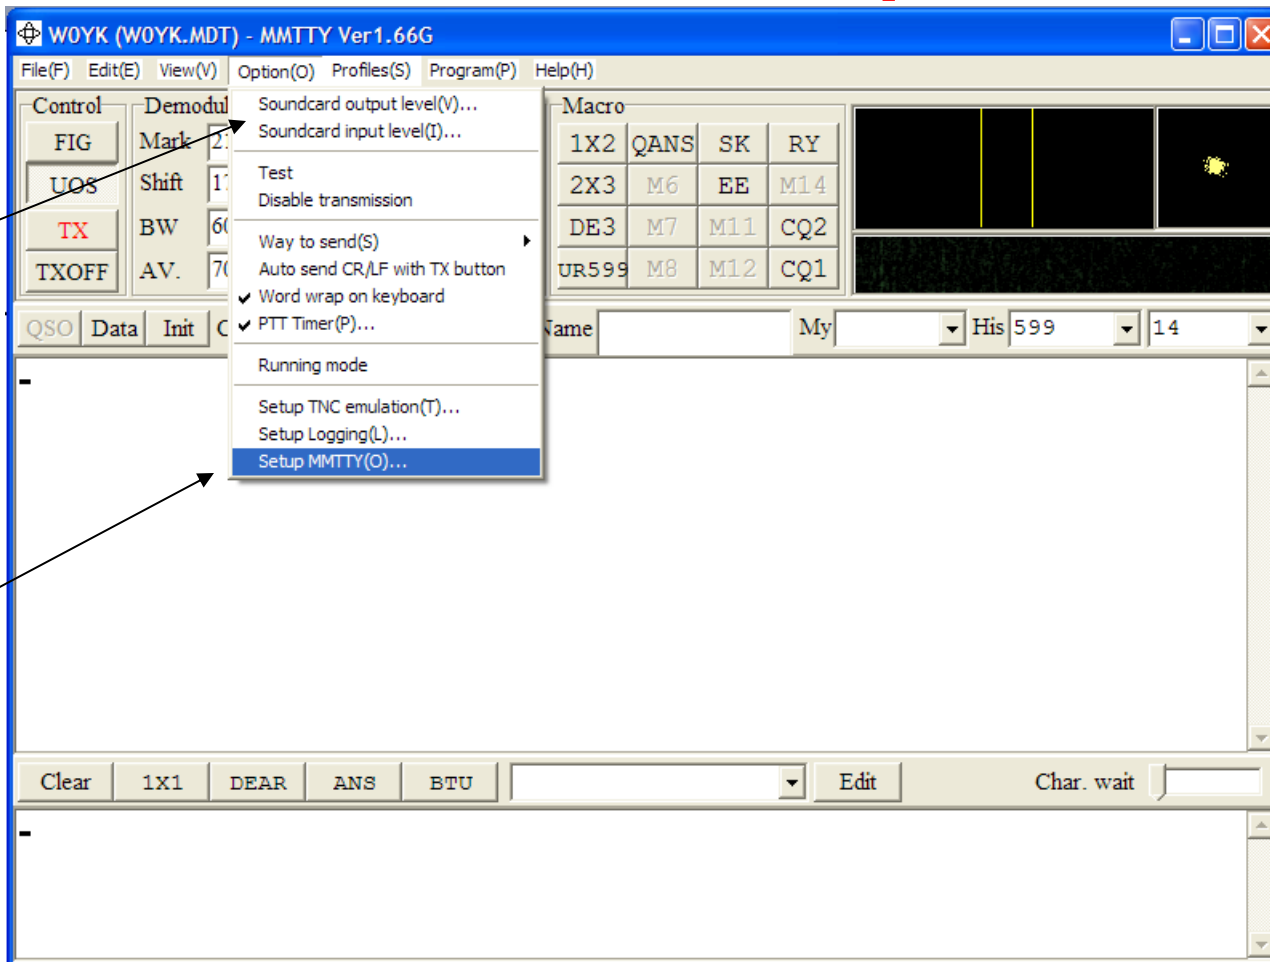 W0YK (W0YK.MDT) - MMTTY Ver1.66G
File(F) Edit(E) View(V) Option(O) Profiles(S) Program(P) Help(H)
Control
FIG
UOS
TX
TXOFF
Mark
Shift
BW
AV.
Soundcard output level(V)...
Soundcard input level(I)...
Test
Disable transmission
Way to send(S)
Auto send CR/LF with TX button
Word wrap on keyboard
PTT Timer(P)...
Running mode
Setup TNC emulation(T)...
Setup Logging(L)...
Setup MMTTY(O)...
Macro
1X2 QANS SK RY
2X3 M6 EE M14
DE3 M7 M11 CQ2
UR599 M8 M12 CQ1
QSO Data Init Name My His 599 14
Clear 1X1 DEAR ANS BTU Edit Char. wait